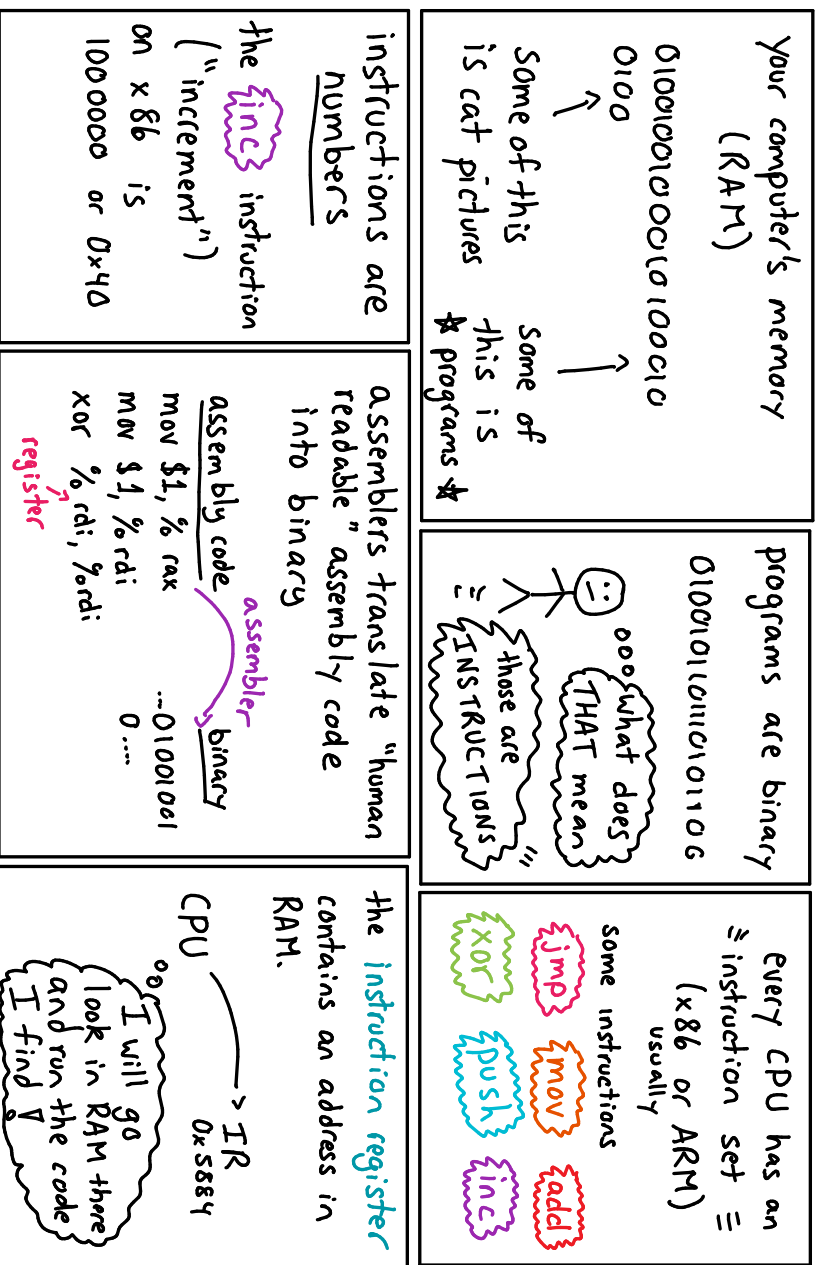 your computer's memory
(RAM)
01001001000010100010
0100
some of this
is cat pictures
some of
this is
☆ programs ☆
programs are binary
what does
THAT mean
those are
INSTRUCTIONS
every CPU has an
instruction set
(x86 or ARM)
usually
some instructions
jmp mov add
xor push inc
instructions are
numbers
the inc instruction
("increment")
on x86 is
100 0000 or 0x40
assemblers translate "human
readable" assembly code
into binary
assembler
assembly code
binary
mov $1, % rax
mov $1, % rdi
xor % rdi, %rdi
register
...01001001
0....
the instruction register
contains an address in
RAM.
CPU
IR
0x5884
I will go
look in RAM there
and run the code
I find!